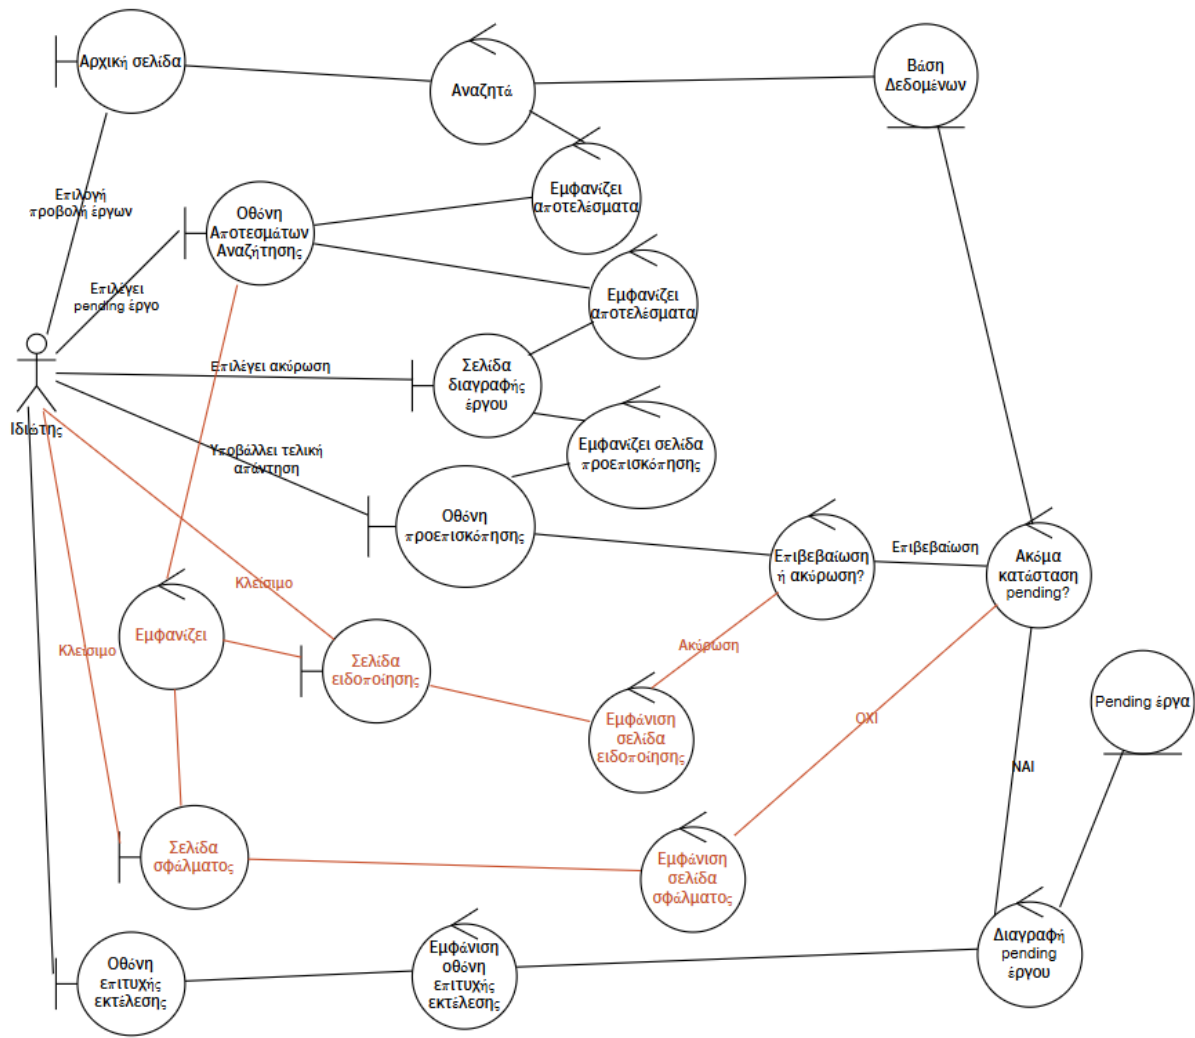 Αρχική σελίδα
Αναζητά
Βάση
Δεδομένων
Επιλογή
προβολή έργων
Οθόνη
Αποτεσμάτων
Αναζήτησης
Εμφανίζει
αποτελέσματα
Επιλέγει
pending έργο
Εμφανίζει
αποτελέσματα
Ιδιώτης
Επιλέγει ακύρωση
Σελίδα
διαγραφής
έργου
Υποβάλλει τελική
απάντηση
Εμφανίζει σελίδα
προεπισκόπησης
Οθόνη
προεπισκόπησης
Επιβεβαίωση
ή ακύρωση?
Επιβεβαίωση
Ακόμα
κατάσταση
pending?
Κλείσιμο
Εμφανίζει
Κλείσιμο
Σελίδα
ειδοποίησης
Ακύρωση
Εμφάνιση
σελίδα
ειδοποίησης
ΟΧΙ
Pending έργα
ΝΑΙ
Σελίδα
σφάλματος
Εμφάνιση
σελίδα
σφάλματος
Οθόνη
επιτυχής
εκτέλεσης
Εμφάνιση
οθόνη
επιτυχής
εκτέλεσης
Διαγραφή
pending
έργου